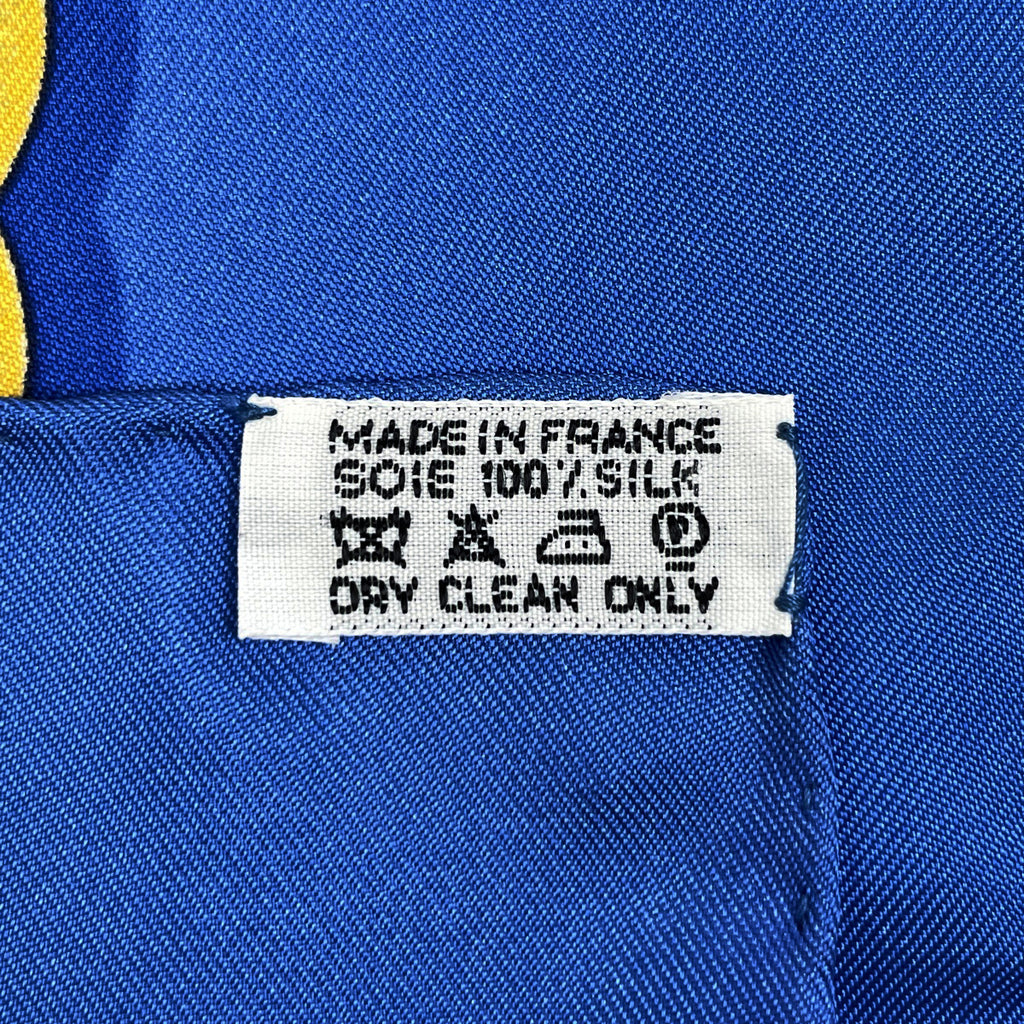 MADE IN FRANCE
SOIE 100% SILK
P
DRY CLEAN ONLY